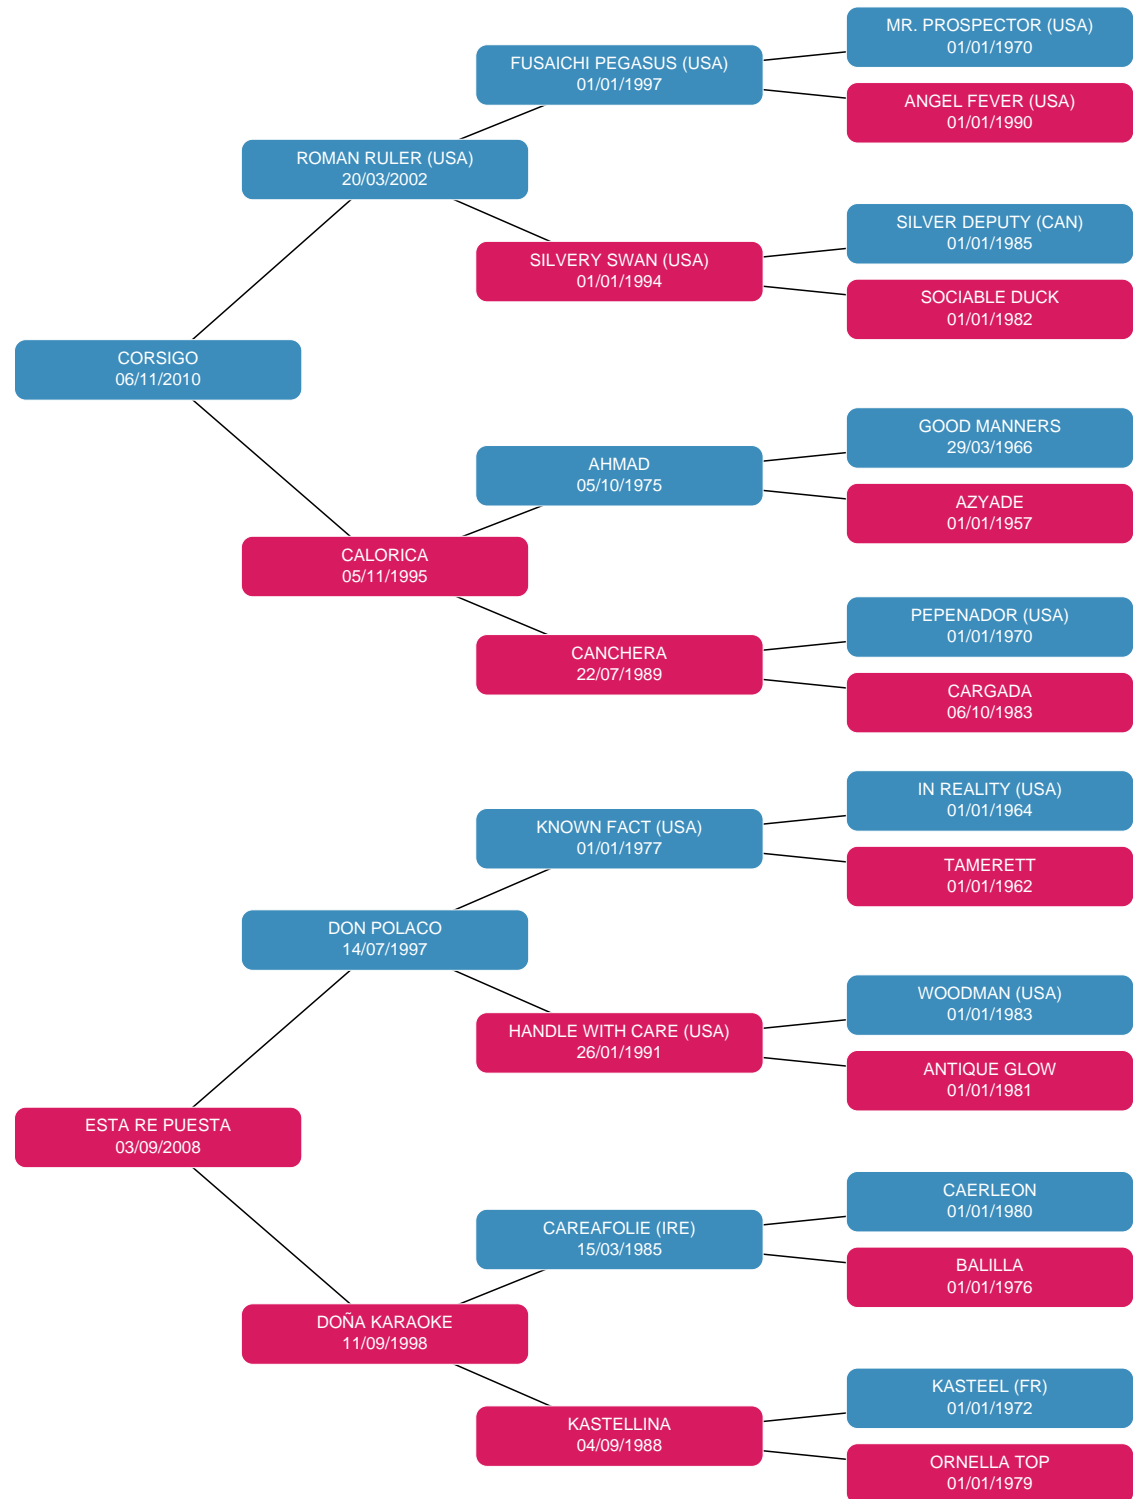 MR. PROSPECTOR (USA)
01/01/1970
FUSAICHI PEGASUS (USA)
01/01/1997
ANGEL FEVER (USA)
01/01/1990
ROMAN RULER (USA)
20/03/2002
SILVER DEPUTY (CAN)
01/01/1985
SILVERY SWAN (USA)
01/01/1994
SOCIABLE DUCK
01/01/1982
CORSIGO
06/11/2010
GOOD MANNERS
29/03/1966
AHMAD
05/10/1975
AZYADE
01/01/1957
CALORICA
05/11/1995
PEPENADOR (USA)
01/01/1970
CANCHERA
22/07/1989
CARGADA
06/10/1983
IN REALITY (USA)
01/01/1964
KNOWN FACT (USA)
01/01/1977
TAMERETT
01/01/1962
DON POLACO
14/07/1997
WOODMAN (USA)
01/01/1983
HANDLE WITH CARE (USA)
26/01/1991
ANTIQUE GLOW
01/01/1981
ESTA RE PUESTA
03/09/2008
CAERLEON
01/01/1980
CAREAFOLIE (IRE)
15/03/1985
BALILLA
01/01/1976
DOÑA KARAOKE
11/09/1998
KASTEEL (FR)
01/01/1972
KASTELLINA
04/09/1988
ORNELLA TOP
01/01/1979